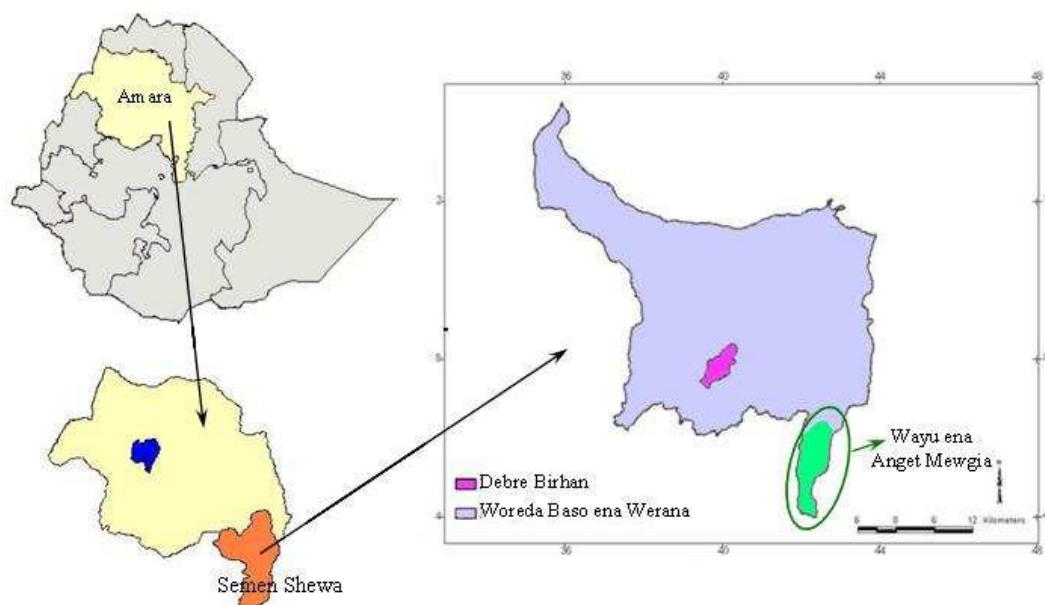 Amara
Semen Shewa
36
40
44
48
Debre Birhan
Woreda Baso ena Werana
Wayu ena
Anget Mewgia
6 0 6 12 Kilometers
36
40
44
48